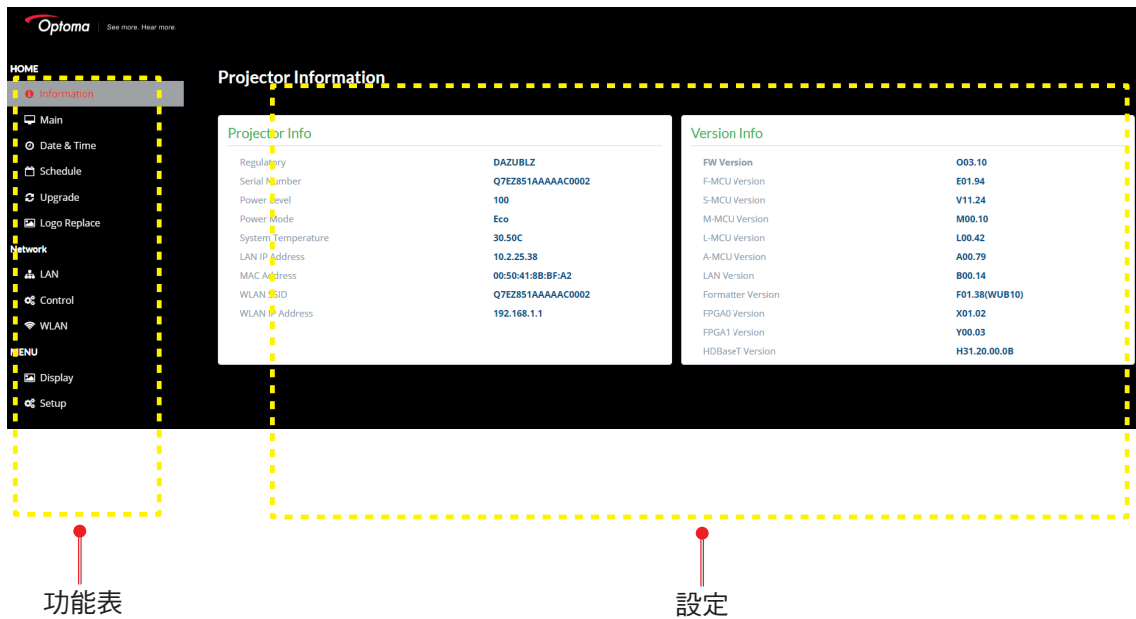 Optoma See more. Hear more.
HOME
Information
Main
Date & Time
Schedule
Upgrade
Logo Replace
Network
LAN
Control
WLAN
MENU
Display
Setup
Projector Information
Projector Info
Regulatory DAZUBLZ
Serial Number Q7EZ851AAAAAC0002
Power Level 100
Power Mode Eco
System Temperature 30.50C
LAN IP Address 10.2.25.38
MAC Address 00:50:41:8B:BF:A2
WLAN SSID Q7EZ851AAAAAC0002
WLAN IP Address 192.168.1.1
Version Info
FW Version O03.10
F-MCU Version E01.94
S-MCU Version V11.24
M-MCU Version M00.10
L-MCU Version L00.42
A-MCU Version A00.79
LAN Version B00.14
Formatter Version F01.38(WUB10)
FPGA0 Version X01.02
FPGA1 Version Y00.03
HDBaseT Version H31.20.00.0B
功能表
設定